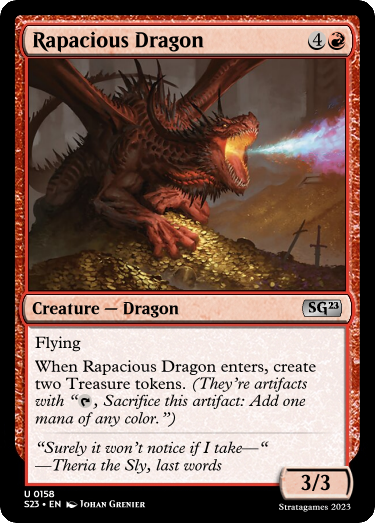 Rapacious Dragon 4
Creature — Dragon SG23
Flying
When Rapacious Dragon enters, create
two Treasure tokens. (They're artifacts
with “, Sacrifice this artifact: Add one
mana of any color.”)
“Surely it won't notice if I take—“
—Theria the Sly, last words
3/3
U 0158
S23 • EN Johan Grenier
Stratagames 2023